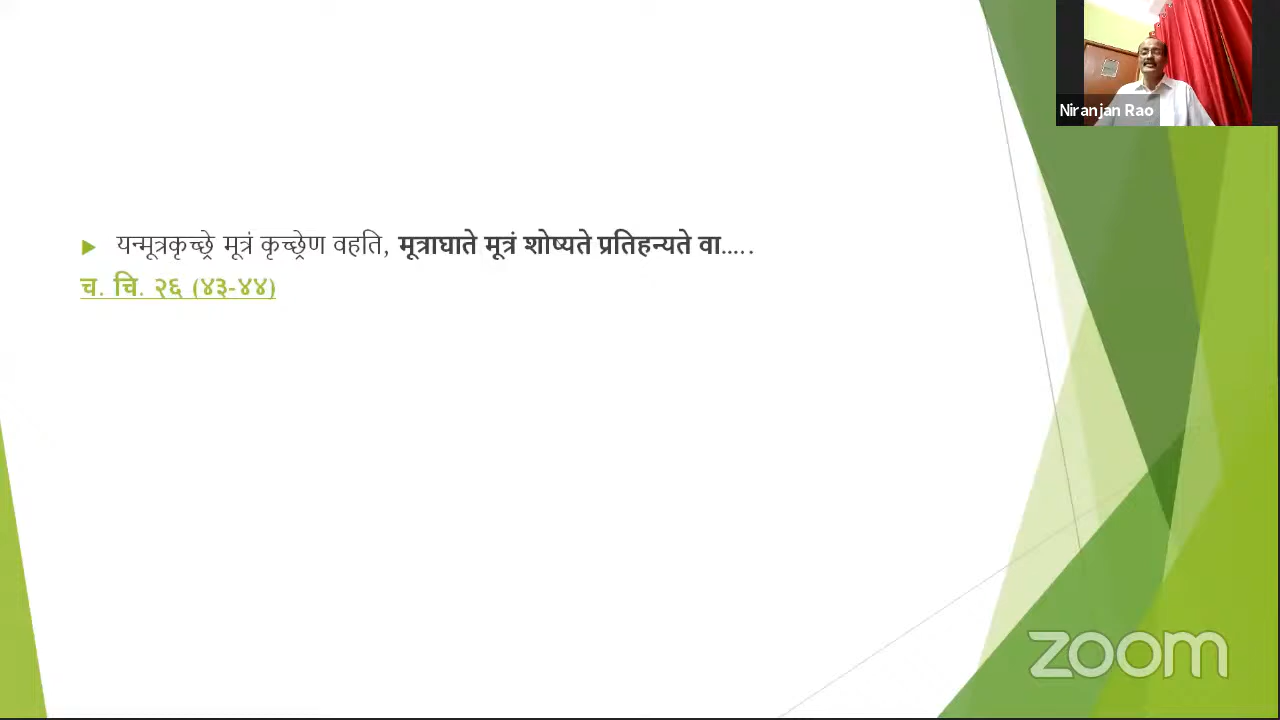 Niranjan Rao
यन्मूत्रकृच्छ्रे मूत्रं कृच्छ्रेण वहति, मूत्राघाते मूत्रं शोष्यते प्रतिहन्यते वा.....
च. चि. २६ (४३-४४)
zoom